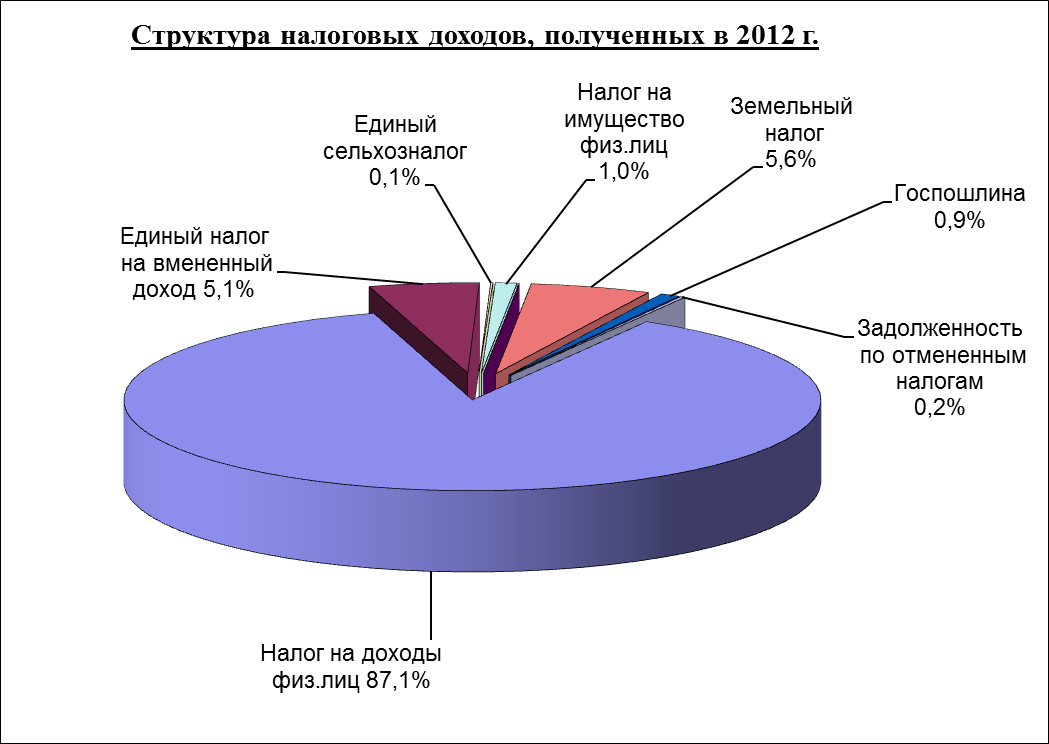 Структура налоговых доходов, полученных в 2012 г.
Налог на
имущество
физ.лиц
1,0%
Земельный
налог
5,6%
Единый
сельхозналог
0,1%
Госпошлина
0,9%
Единый налог
на вмененный
доход 5,1%
Задолженность
по отмененным
налогам
0,2%
Налог на доходы
физ.лиц 87,1%